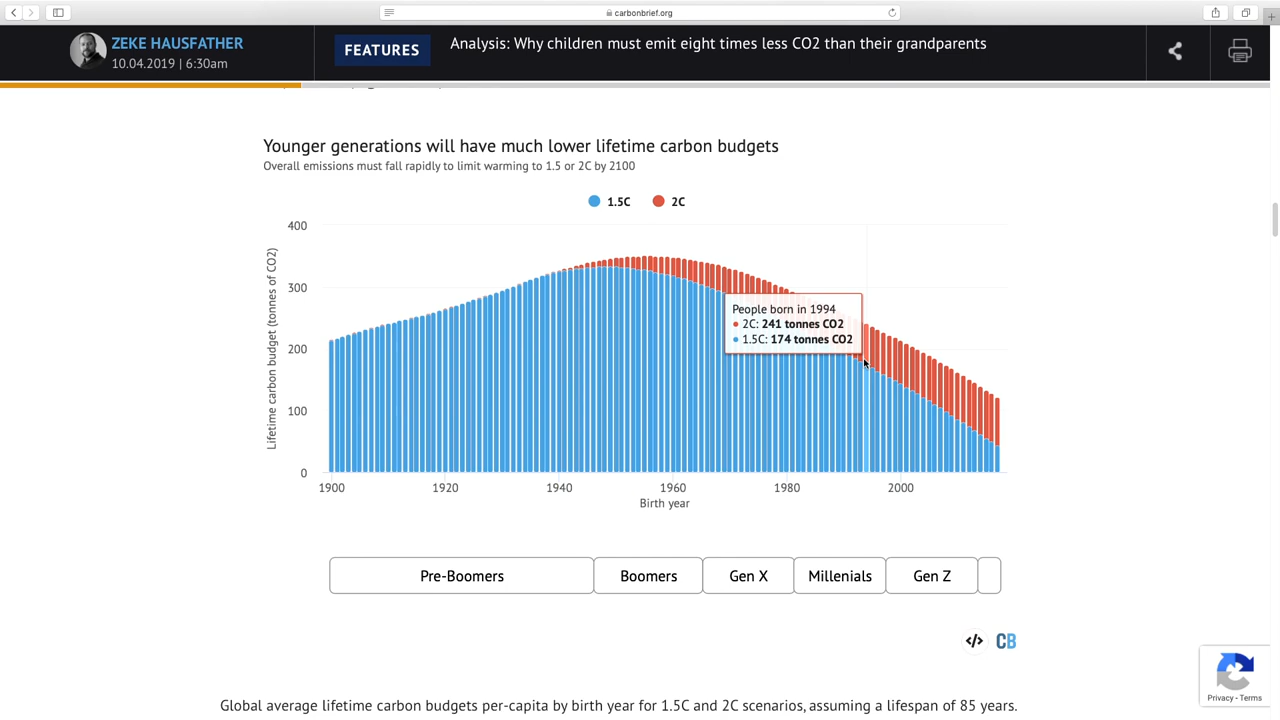 carbonbrief.org
ZEKE HAUSFATHER
10.04.2019 | 6:30am
FEATURES
Analysis: Why children must emit eight times less CO2 than their grandparents
Younger generations will have much lower lifetime carbon budgets
Overall emissions must fall rapidly to limit warming to 1.5 or 2C by 2100
1.5C
2C
Lifetime carbon budget (tonnes of CO2)
400
300
200
100
0
People born in 1994
2C: 241 tonnes CO2
1.5C: 174 tonnes CO2
1900
1920
1940
1960
1980
2000
Birth year
Pre-Boomers
Boomers
Gen X
Millenials
Gen Z
</>
CB
Privacy - Terms
Global average lifetime carbon budgets per-capita by birth year for 1.5C and 2C scenarios, assuming a lifespan of 85 years.